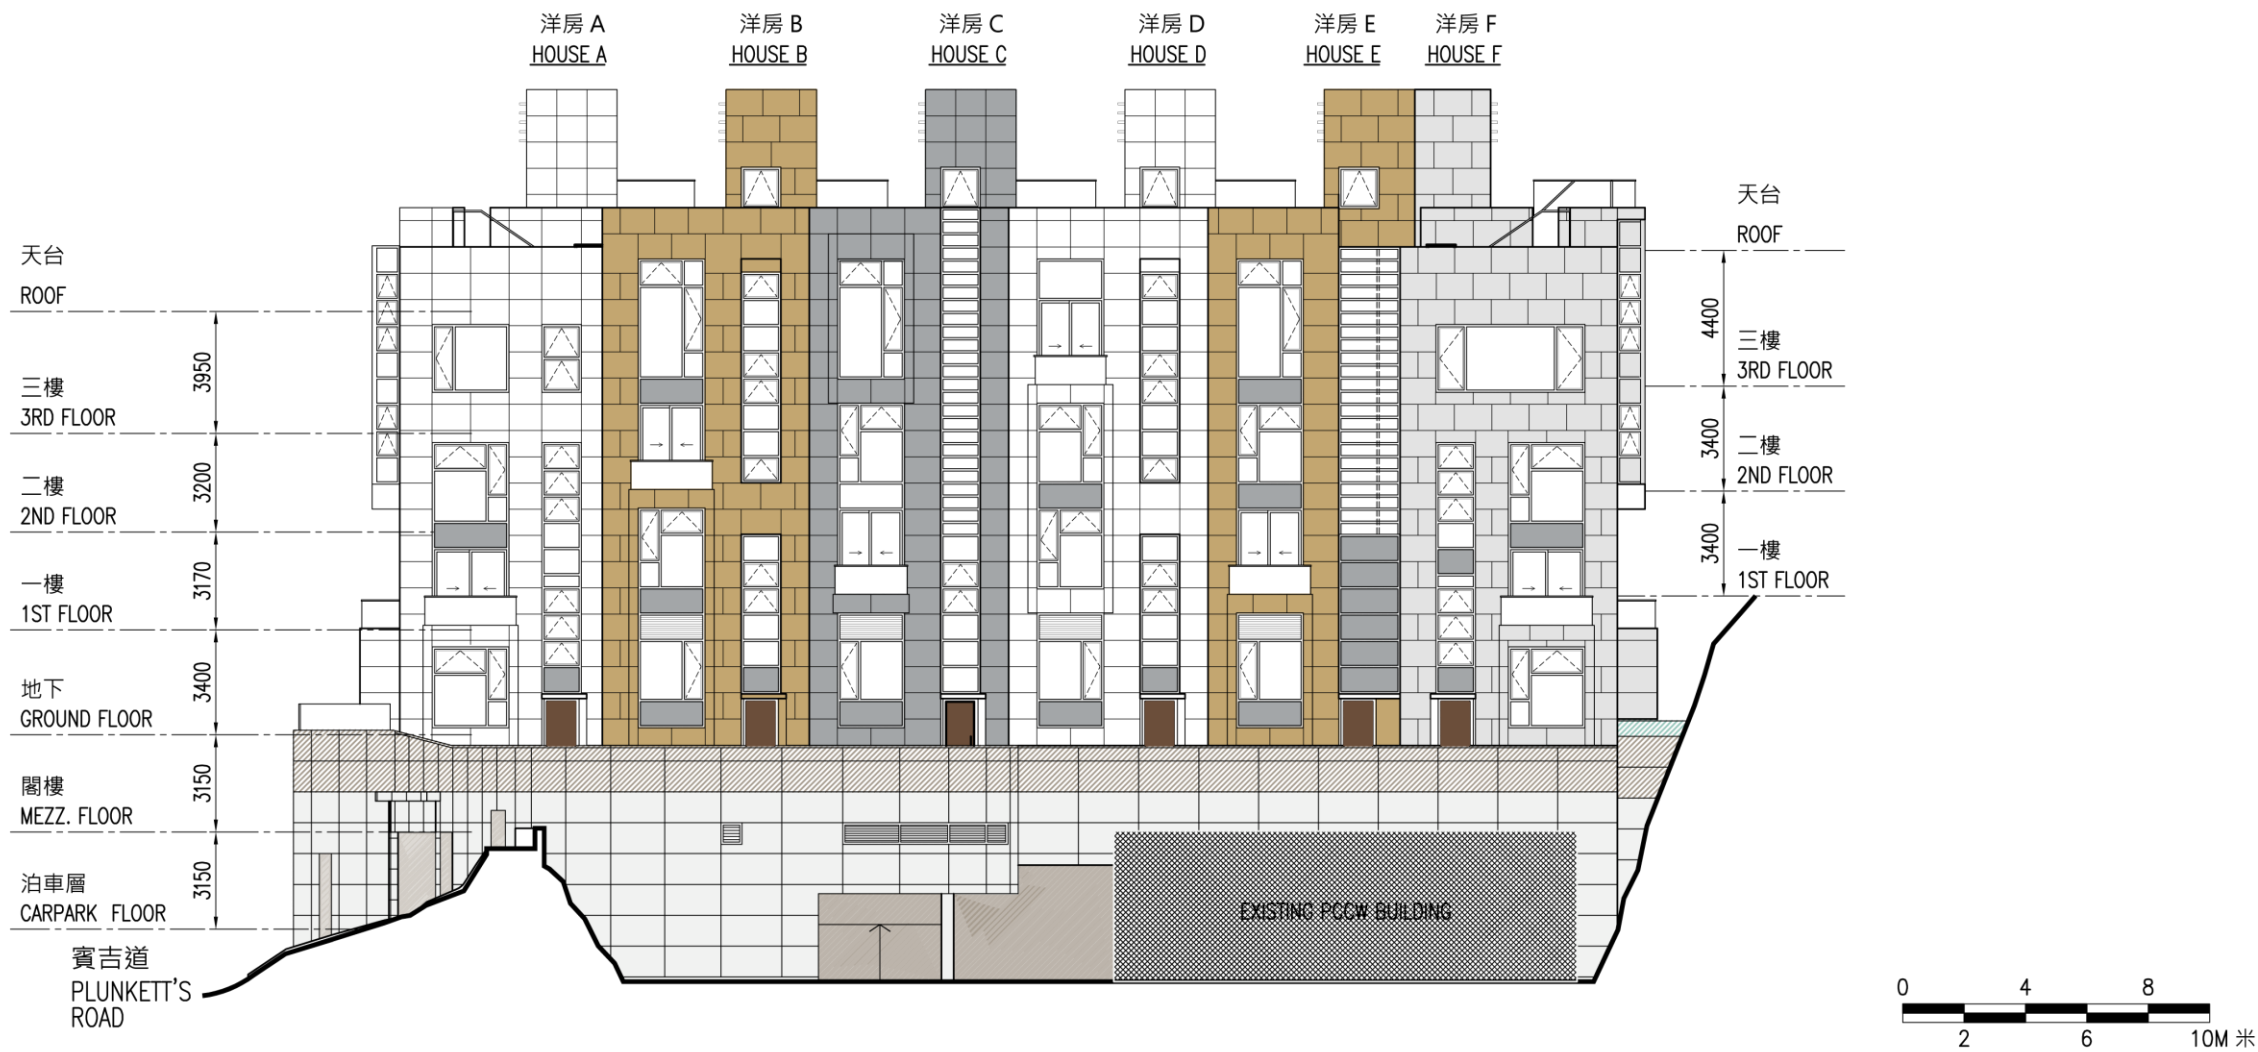 洋房 A
HOUSE A
洋房 B
HOUSE B
洋房 C
HOUSE C
洋房 D
HOUSE D
洋房 E
HOUSE E
洋房 F
HOUSE F
天台
ROOF
3950
三樓
3RD FLOOR
3200
二樓
2ND FLOOR
3170
一樓
1ST FLOOR
3400
地下
GROUND FLOOR
3150
閣樓
MEZZ. FLOOR
3150
泊車層
CARPARK FLOOR
賓吉道
PLUNKETT'S
ROAD
天台
ROOF
4400
三樓
3RD FLOOR
3400
二樓
2ND FLOOR
3400
一樓
1ST FLOOR
EXISTING PCCW BUILDING
0 4 8
2 6 10M 米